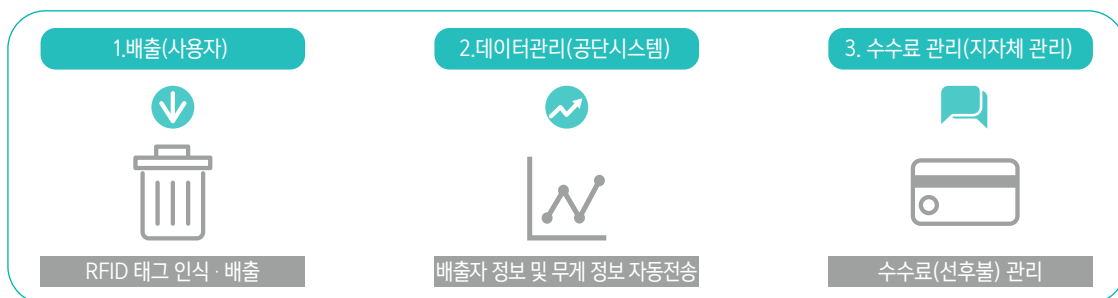 1.배출(사용자)
2.데이터관리(공단시스템)
3. 수수료 관리(지자체 관리)
RFID 태그 인식 · 배출
배출자 정보 및 무게 정보 자동전송
수수료(선후불) 관리